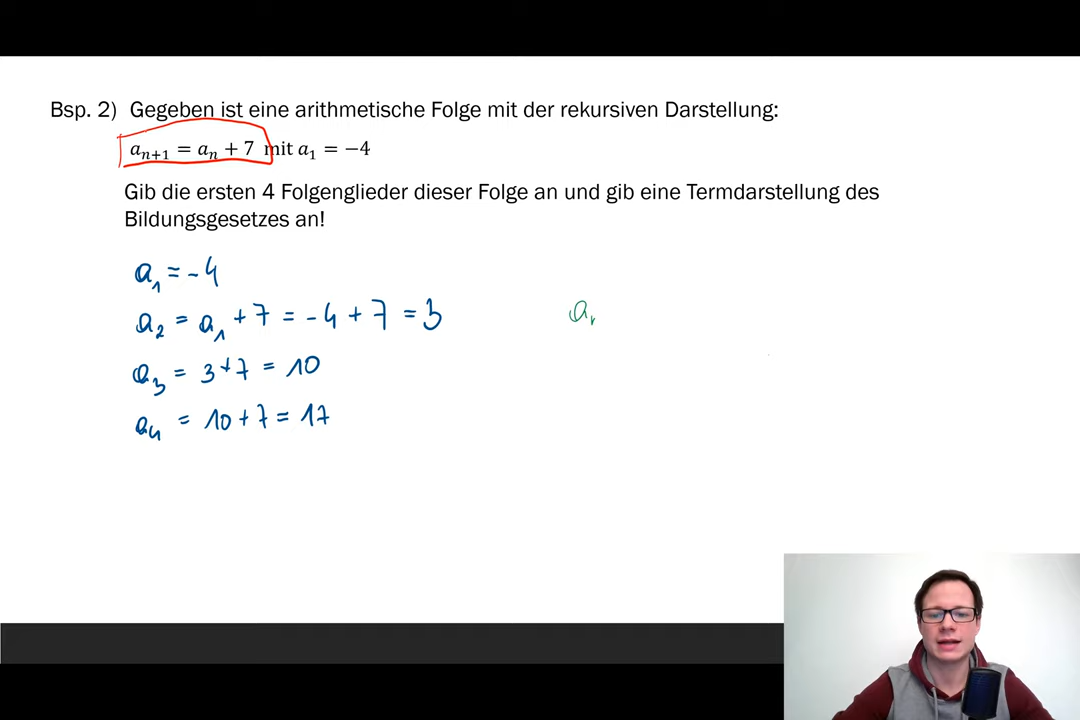 Bsp. 2) Gegeben ist eine arithmetische Folge mit der rekursiven Darstellung:
aₙ₊₁ = aₙ + 7 mit a₁ = −4
Gib die ersten 4 Folgenglieder dieser Folge an und gib eine Termdarstellung des
Bildungsgesetzes an!
a₁ = -4
a₂ = a₁ + 7 = -4 + 7 = 3
a₃ = 3+7 = 10
a₄ = 10+7 = 17